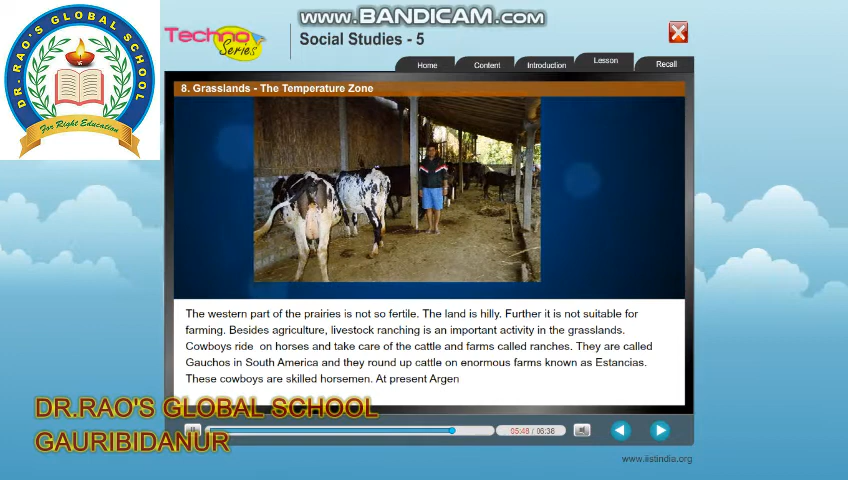 WWW.BANDICAM.COM
DR.RAO'S GLOBAL SCHOOL
For Right Education
Techno
Series
Social Studies - 5
Home
Content
Introduction
Lesson
Recall
8. Grasslands - The Temperature Zone
The western part of the prairies is not so fertile. The land is hilly. Further it is not suitable for
farming. Besides agriculture, livestock ranching is an important activity in the grasslands.
Cowboys ride on horses and take care of the cattle and farms called ranches. They are called
Gauchos in South America and they round up cattle on enormous farms known as Estancias.
These cowboys are skilled horsemen. At present Argen
DR.RAO'S GLOBAL SCHOOL
GAURIBIDANUR
05:48 / 06:38
www.listindia.org